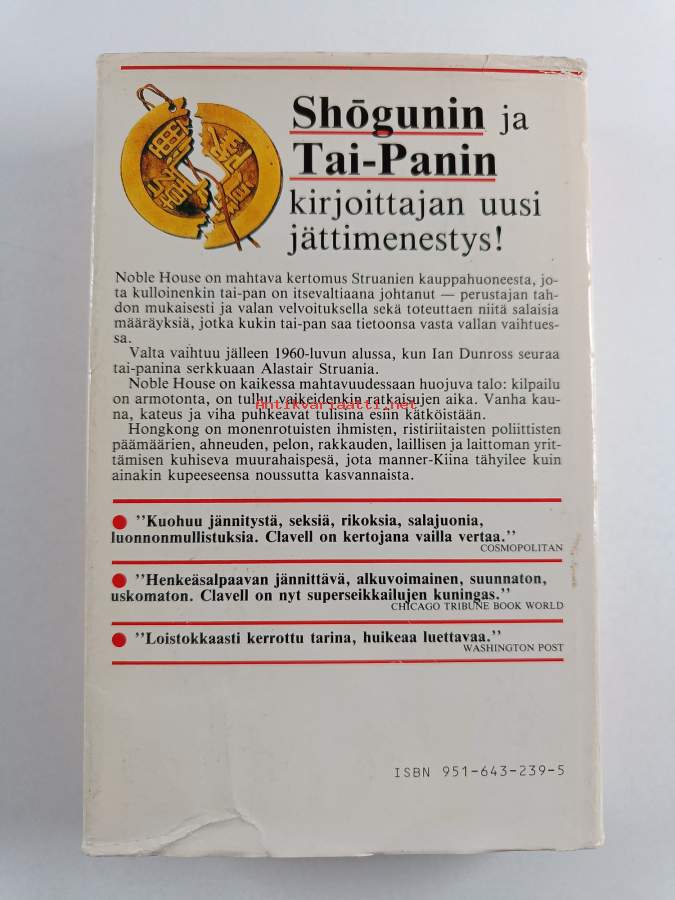 Shōgunin ja
Tai-Panin
kirjoittajan uusi
jättimenestys!
Noble House on mahtava kertomus Struanien kauppahuoneesta, jo-
ta kulloinenkin tai-pan on itsevaltiaana johtanut — perustajan tah-
don mukaisesti ja valan velvoituksella sekä toteuttaen niitä salaisia
määräyksiä, jotka kukin tai-pan saa tietoonsa vasta vallan vaihtues-
sa.
Valta vaihtuu jälleen 1960-luvun alussa, kun Ian Dunross seuraa
tai-panina serkkuaan Alastair Struania.
Noble House on kaikessa mahtavuudessaan huojuva talo: kilpailu
on armotonta, on tullut vaikeidenkin ratkaisujen aika. Vanha kau-
Antikvariaatti.net
na, kateus ja viha puhkeavat tulisina esiin kätköistään.
Hongkong on monenrotuisten ihmisten, ristiriitaisten poliittisten
päämäärien, ahneuden, pelon, rakkauden, laillisen ja laittoman yrit-
tämisen kuhiseva muurahaispesä, jota manner-Kiina tähyilee kuin
ainakin kupeeseensa noussutta kasvannaista.
● ''Kuohuu jännitystä, seksiä, rikoksia, salajuonia,
luonnonmullistuksia. Clavell on kertojana vailla vertaa.''
COSMOPOLITAN
● ''Henkeäsalpaavan jännittävä, alkuvoimainen, suunnaton,
uskomaton. Clavell on nyt superseikkailujen kuningas.''
CHICAGO TRIBUNE BOOK WORLD
● ''Loistokkaasti kerrottu tarina, huikeaa luettavaa.''
WASHINGTON POST
ISBN 951-643-239-5